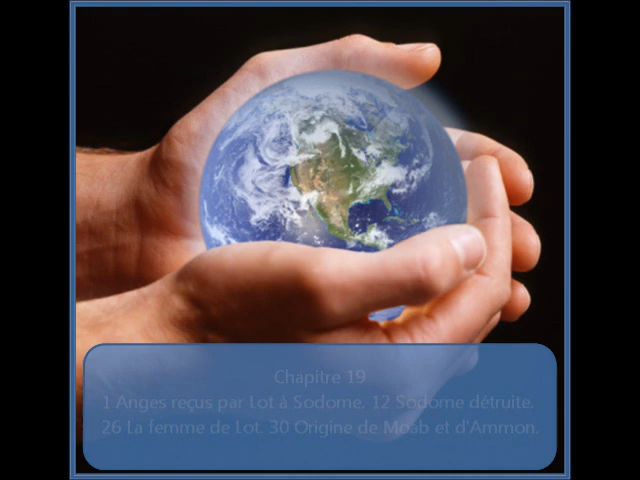 Chapitre 19
1 Anges reçus par Lot à Sodome. 12 Sodome détruite.
26 La femme de Lot. 30 Origine de Moab et d'Ammon.